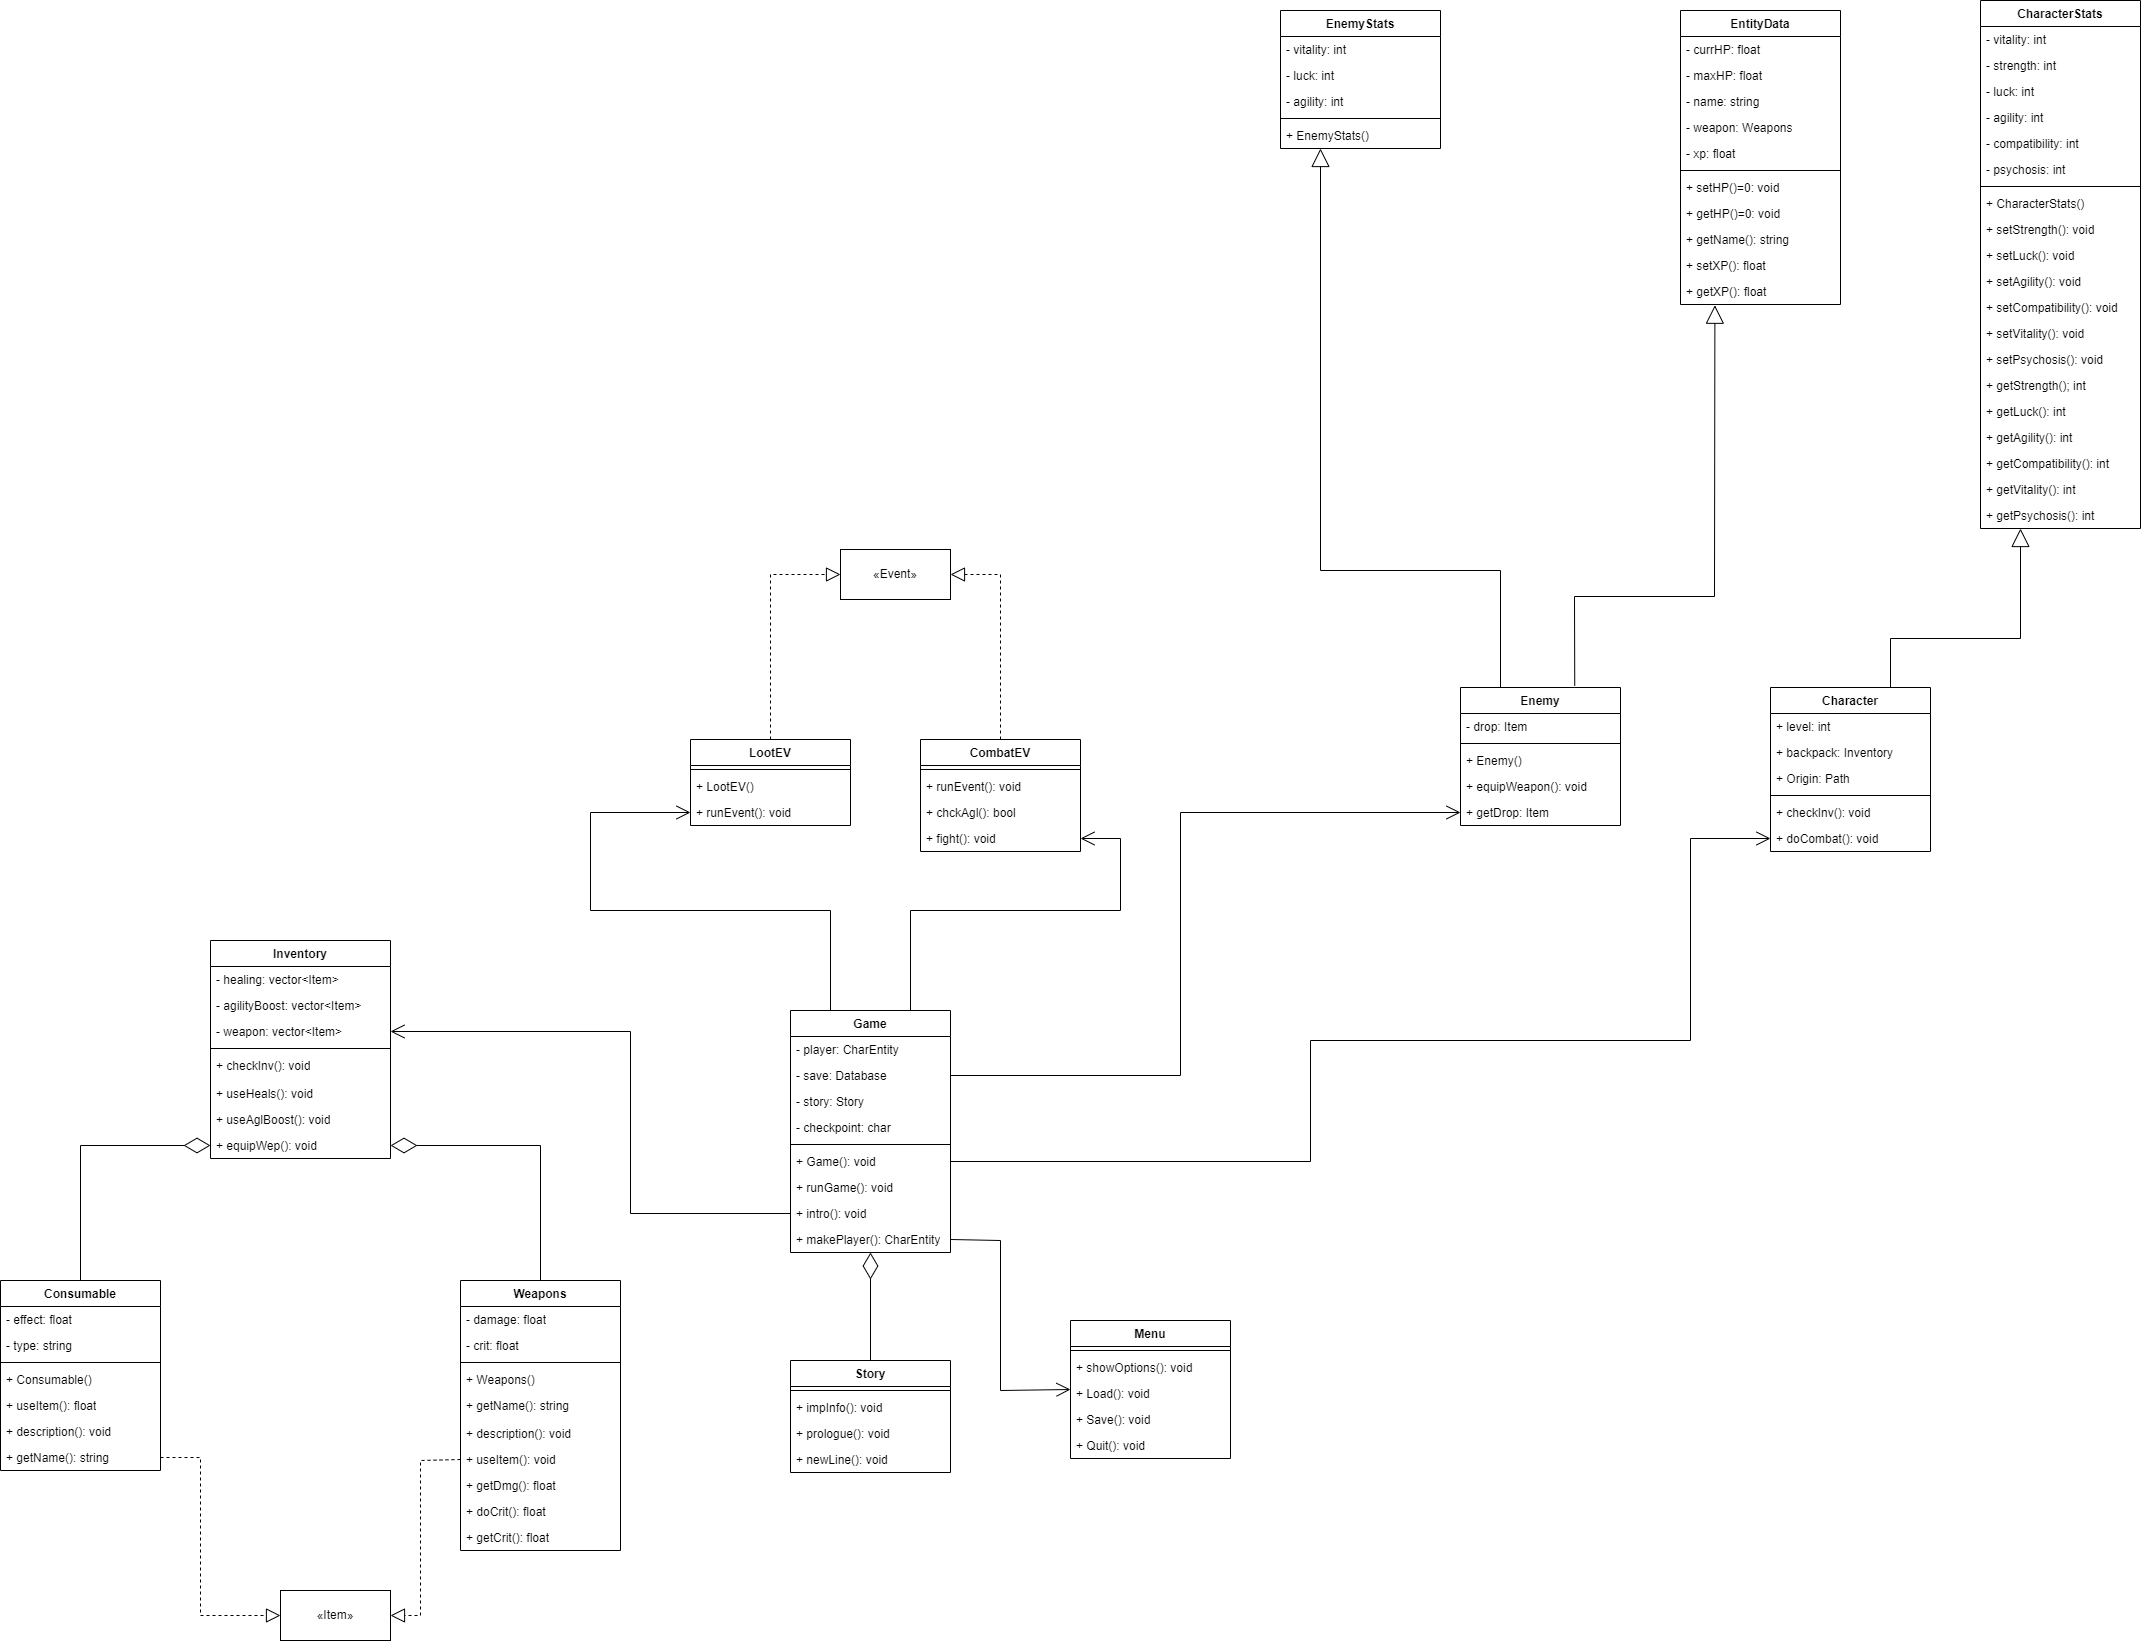 EnemyStats
- vitality: int
- luck: int
- agility: int
+ EnemyStats()
EntityData
- currHP: float
- maxHP: float
- name: string
- weapon: Weapons
- xp: float
+ setHP()=0: void
+ getHP()=0: void
+ getName(): string
+ setXP(): float
+ getXP(): float
CharacterStats
- vitality: int
- strength: int
- luck: int
- agility: int
- compatibility: int
- psychosis: int
+ CharacterStats()
+ setStrength(): void
+ setLuck(): void
+ setAgility(): void
+ setCompatibility(): void
+ setVitality(): void
+ setPsychosis(): void
+ getStrength(); int
+ getLuck(): int
+ getAgility(): int
+ getCompatibility(): int
+ getVitality(): int
+ getPsychosis(): int
«Event»
LootEV
+ LootEV()
+ runEvent(): void
CombatEV
+ runEvent(): void
+ chckAgl(): bool
+ fight(): void
Enemy
- drop: Item
+ Enemy()
+ equipWeapon(): void
+ getDrop: Item
Character
+ level: int
+ backpack: Inventory
+ Origin: Path
+ checkInv(): void
+ doCombat(): void
Inventory
- healing: vector<Item>
- agilityBoost: vector<Item>
- weapon: vector<Item>
+ checkInv(): void
+ useHeals(): void
+ useAglBoost(): void
+ equipWep(): void
Game
- player: CharEntity
- save: Database
- story: Story
- checkpoint: char
+ Game(): void
+ runGame(): void
+ intro(): void
+ makePlayer(): CharEntity
Consumable
- effect: float
- type: string
+ Consumable()
+ useItem(): float
+ description(): void
+ getName(): string
Weapons
- damage: float
- crit: float
+ Weapons()
+ getName(): string
+ description(): void
+ useItem(): void
+ getDmg(): float
+ doCrit(): float
+ getCrit(): float
Story
+ impInfo(): void
+ prologue(): void
+ newLine(): void
Menu
+ showOptions(): void
+ Load(): void
+ Save(): void
+ Quit(): void
«Item»